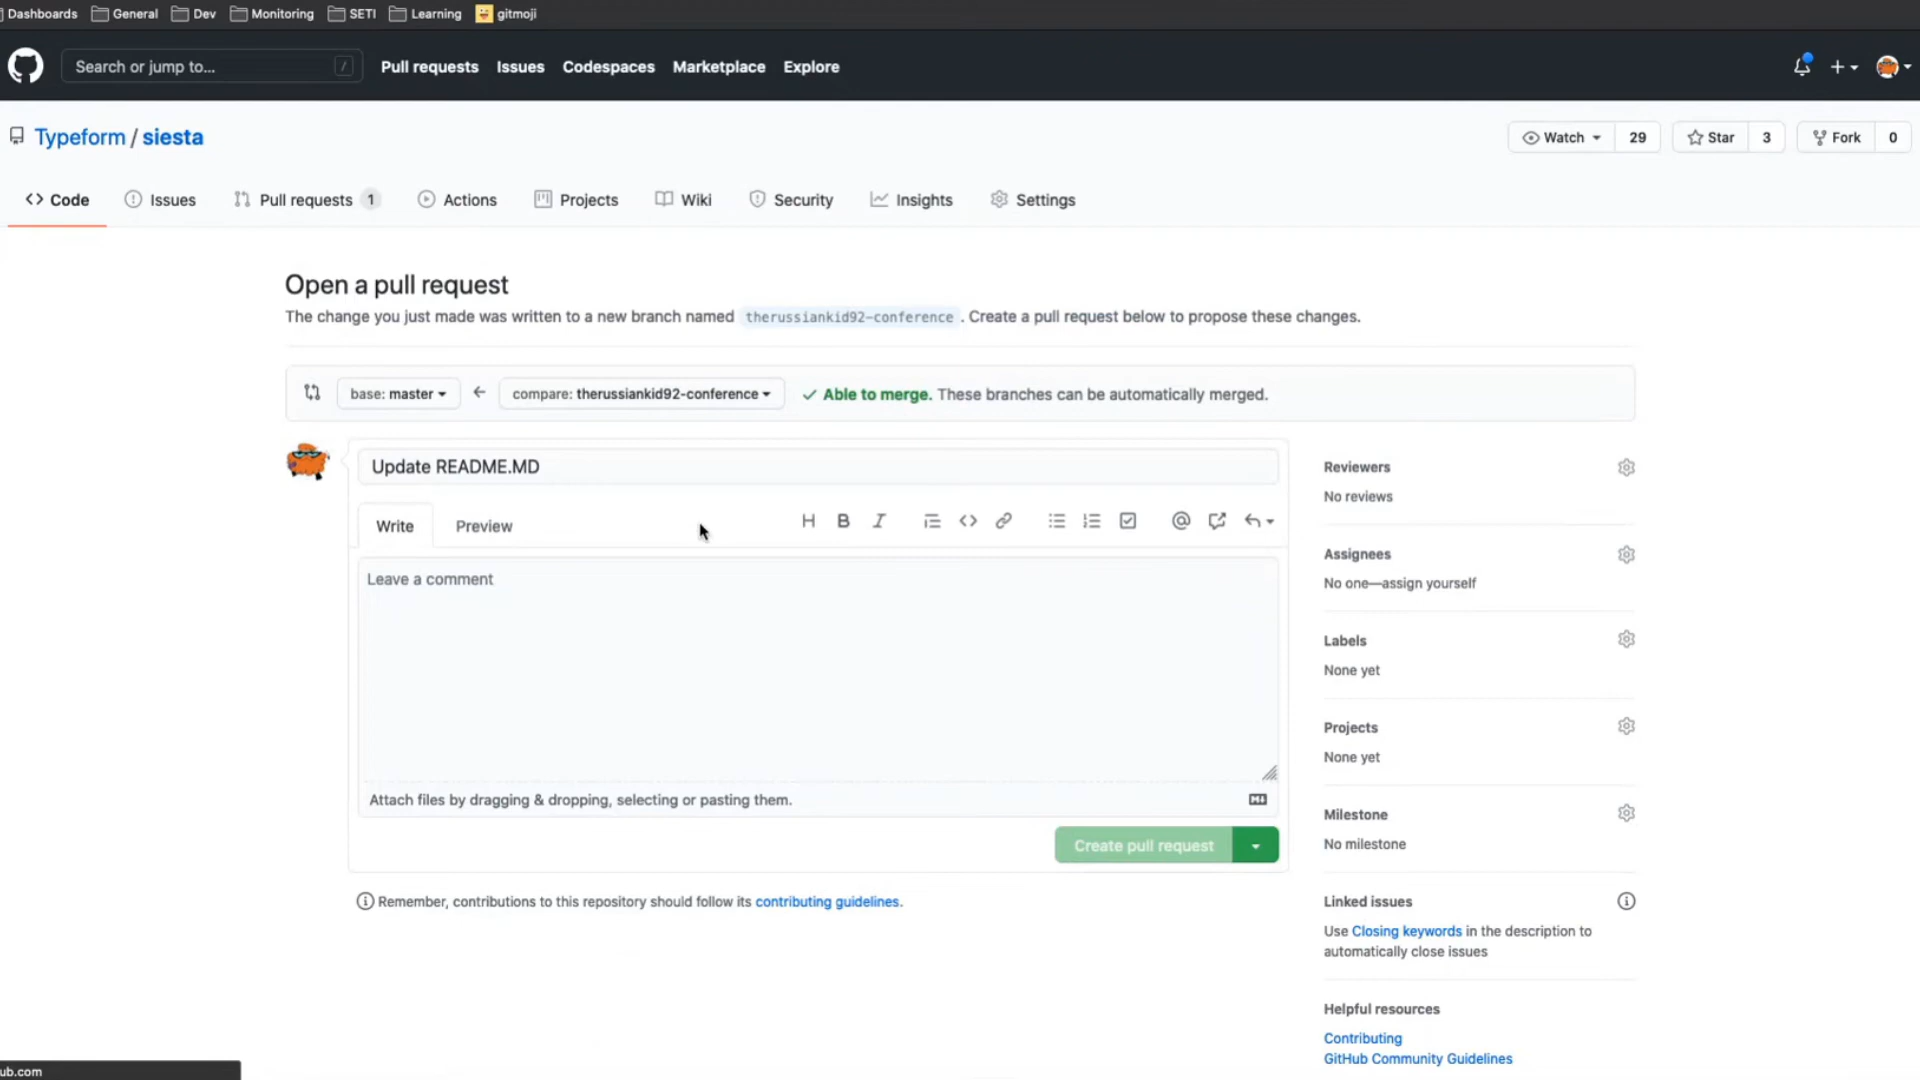 Dashboards General Dev Monitoring SETI Learning gitmoji
Search or jump to... / Pull requests Issues Codespaces Marketplace Explore
Typeform / siesta Watch 29 Star 3 Fork 0
Code Issues Pull requests 1 Actions Projects Wiki Security Insights Settings
Open a pull request
The change you just made was written to a new branch named therussiankid92-conference . Create a pull request below to propose these changes.
base: master compare: therussiankid92-conference Able to merge. These branches can be automatically merged.
Update README.MD
Write Preview H B I @
Leave a comment
Attach files by dragging & dropping, selecting or pasting them.
Create pull request
Remember, contributions to this repository should follow its contributing guidelines.
Reviewers
No reviews
Assignees
No one—assign yourself
Labels
None yet
Projects
None yet
Milestone
No milestone
Linked issues
Use Closing keywords in the description to
automatically close issues
Helpful resources
Contributing
GitHub Community Guidelines
ub.com